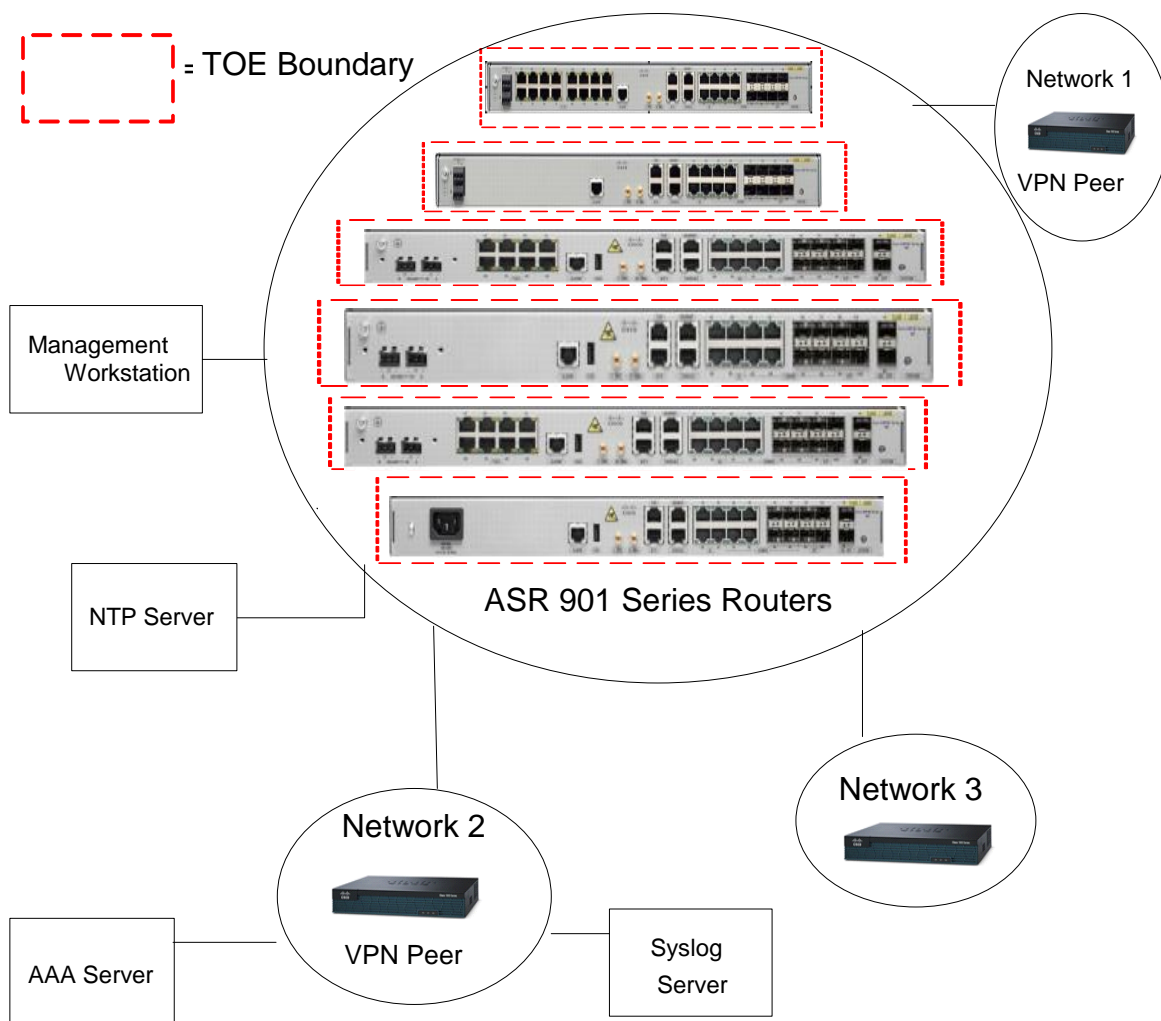 = TOE Boundary
Network 1
VPN Peer
Management
Workstation
NTP Server
ASR 901 Series Routers
Network 3
Network 2
VPN Peer
AAA Server
Syslog
Server